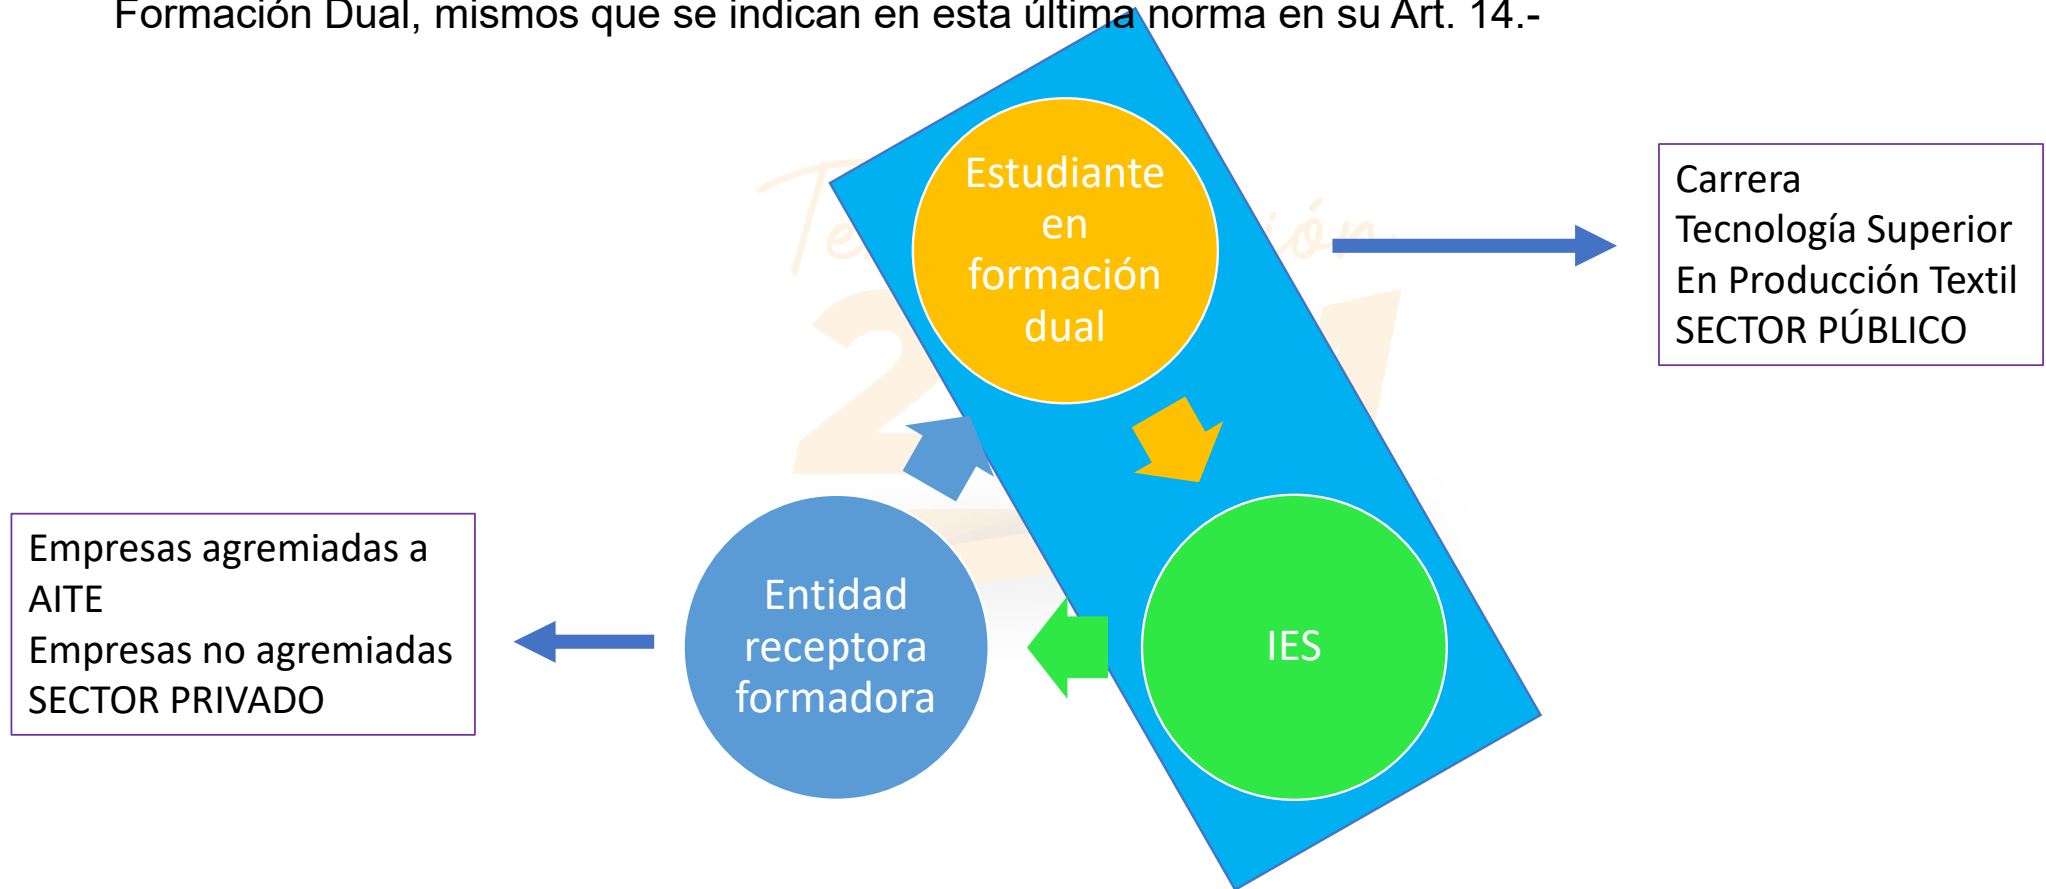 Formación Dual, mismos que se indican en esta última norma en su Art. 14.-
Estudiante
en
formación
dual
Carrera
Tecnología Superior
En Producción Textil
SECTOR PÚBLICO
Empresas agremiadas a
AITE
Empresas no agremiadas
SECTOR PRIVADO
Entidad
receptora
formadora
IES